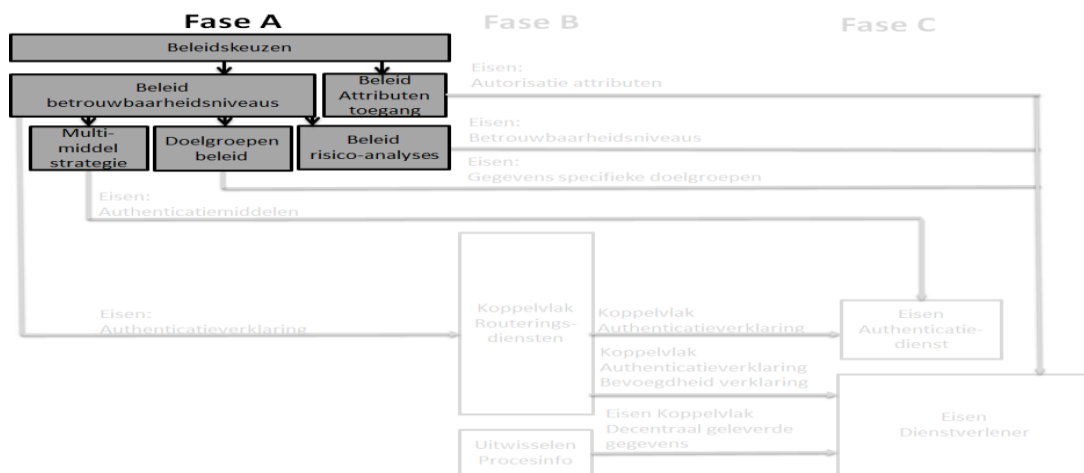 Fase A
Fase B
Fase C
Beleidskeuzen
Beleid
betrouwbaarheidsniveaus
Beleid
Attributen
toegang
Eisen:
Autorisatie attributen
Multi-
middel
strategie
Doelgroepen
beleid
Beleid
risico-analyses
Eisen:
Betrouwbaarheidsniveaus
Eisen:
Gegevens specifieke doelgroepen
Eisen:
Authenticatiemiddelen
Eisen:
Authenticatieverklaring
Koppelvlak
Routerings-
diensten
Koppelvlak
Authenticatieverklaring
Eisen
Authenticatie-
dienst
Koppelvlak
Authenticatieverklaring
Bevoegdheid verklaring
Eisen Koppelvlak
Decentraal geleverde
gegevens
Eisen
Dienstverlener
Uitwisselen
Procesinfo